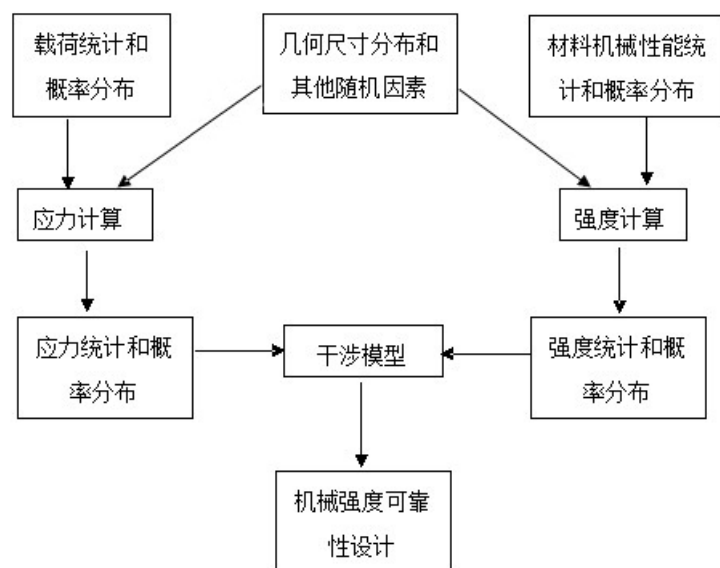 载荷统计和
概率分布
几何尺寸分布和
其他随机因素
材料机械性能统
计和概率分布
应力计算
强度计算
应力统计和概
率分布
干涉模型
强度统计和概
率分布
机械强度可靠
性设计